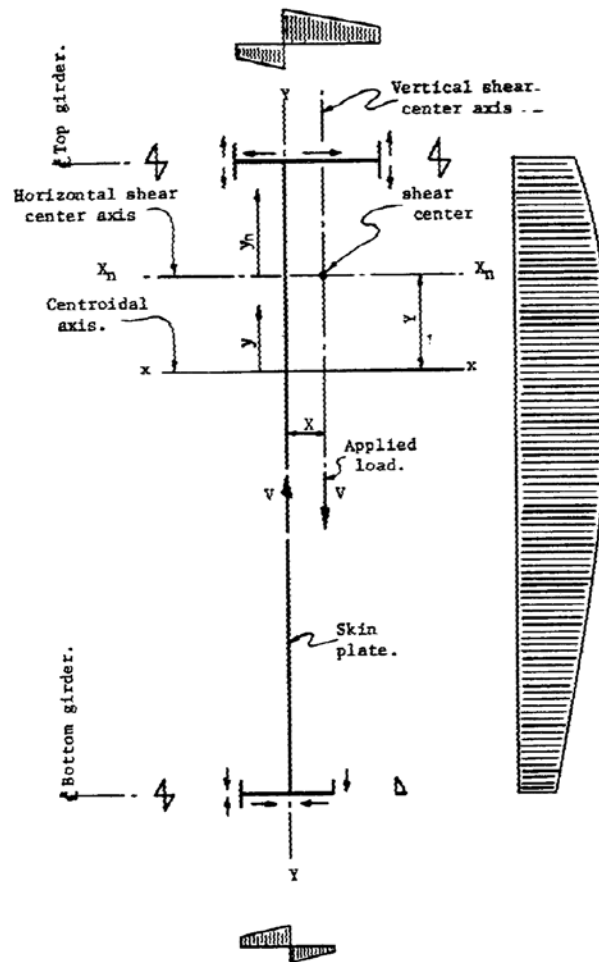 Y
Vertical shear
center axis
Top girder.
Horizontal shear
center axis
shear
center
yn
Xn
Xn
Centroidal
axis.
y
Y
x
x
X
Applied
load.
V
V
Skin
plate.
Bottom girder.
Y